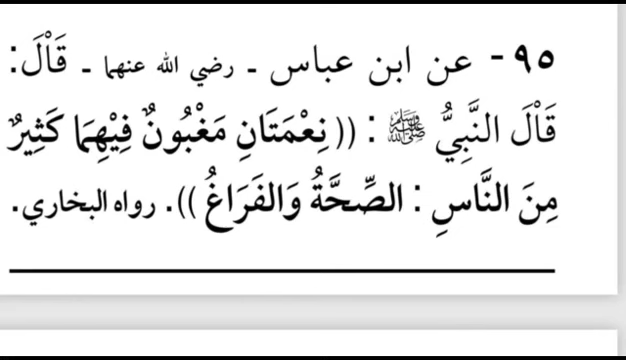 ٩٥ - عن ابن عباس - رضي الله عنهما - قَالَ:
قَالَ النَّبِيُّ ﷺ : ((نِعْمَتَانِ مَغْبُونٌ فِيْهِمَا كَثِيرٌ
مِنَ النَّاسِ : الصِّحَّةُ وَالفَرَاغُ)). رواه البخاري.